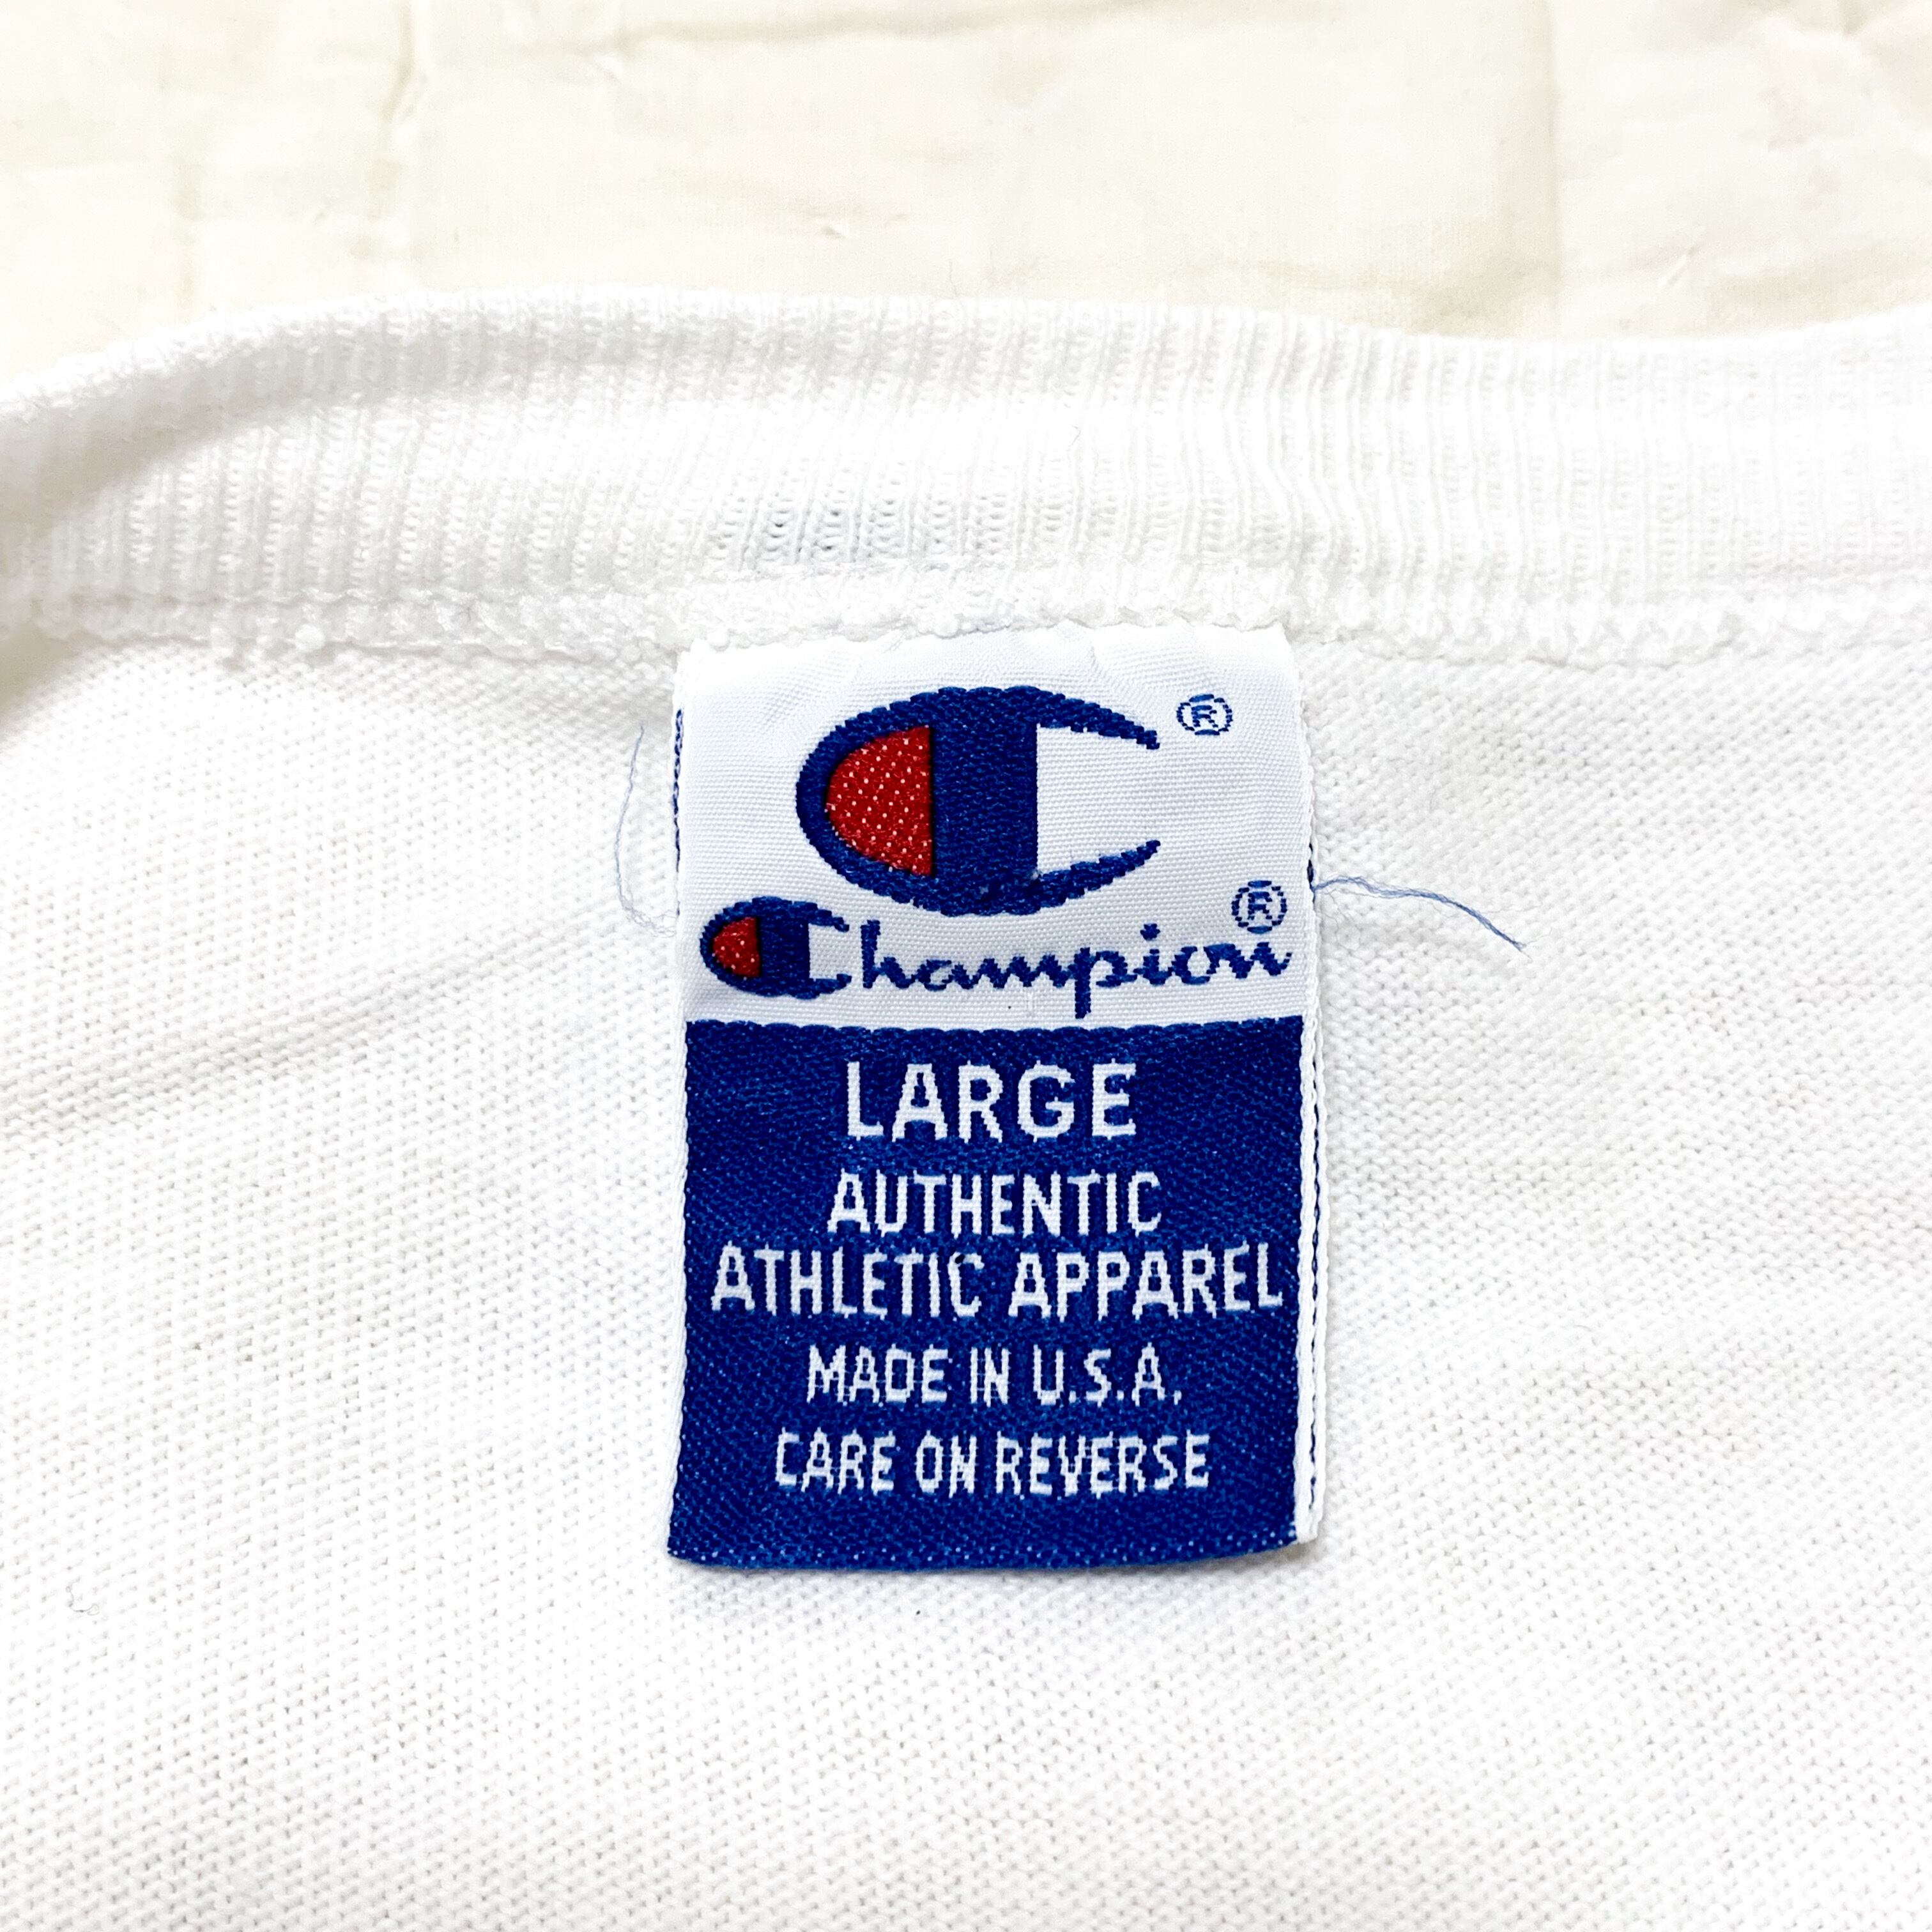 ®
Champion®
LARGE
AUTHENTIC
ATHLETIC APPAREL
MADE IN U.S.A.
CARE ON REVERSE